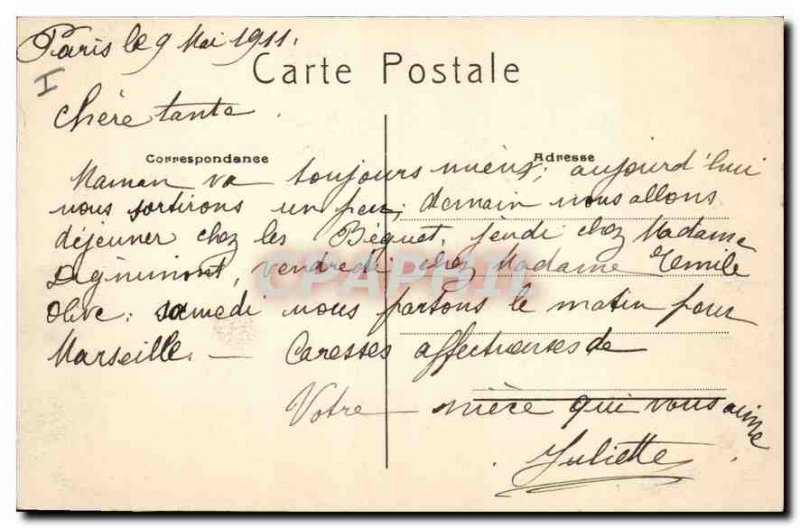 Paris le 9 Mai 1911.
I
Carte Postale
Chère tante.
Correspondance
Adresse
Maman va toujours mieux; aujourd'hui
nous sortirons un peu; demain nous allons
déjeuner chez les Béguet, jeudi chez Madame
Digninmont, vendredi chez Madame Emile
Olive: samedi nous partons le matin pour
Marseille. — Caresses affectueuses de
Votre nièce qui vous aime
Juliette
CPAPHIL